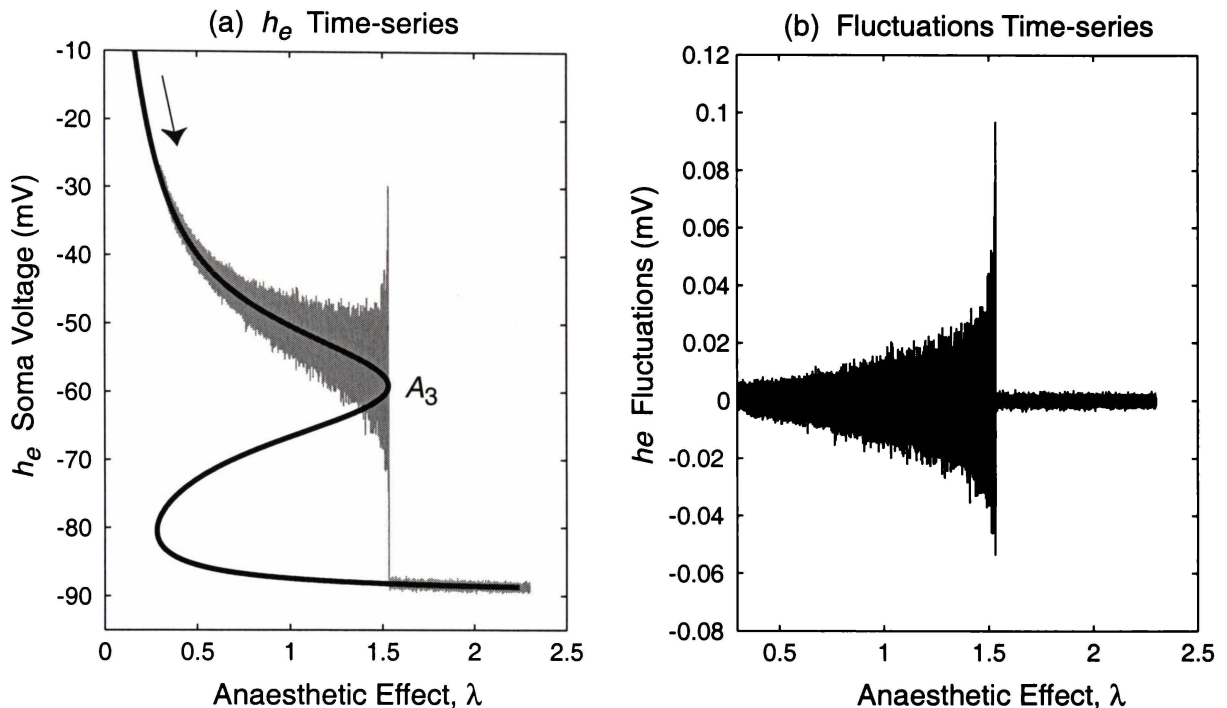 (a) hₑ Time-series
-10
-20
-30
-40
-50
-60
-70
-80
-90
hₑ Soma Voltage (mV)
A₃
0 0.5 1 1.5 2 2.5
Anaesthetic Effect, λ
(b) Fluctuations Time-series
0.12
0.1
0.08
0.06
0.04
0.02
0
-0.02
-0.04
-0.06
-0.08
he Fluctuations (mV)
0.5 1 1.5 2 2.5
Anaesthetic Effect, λ